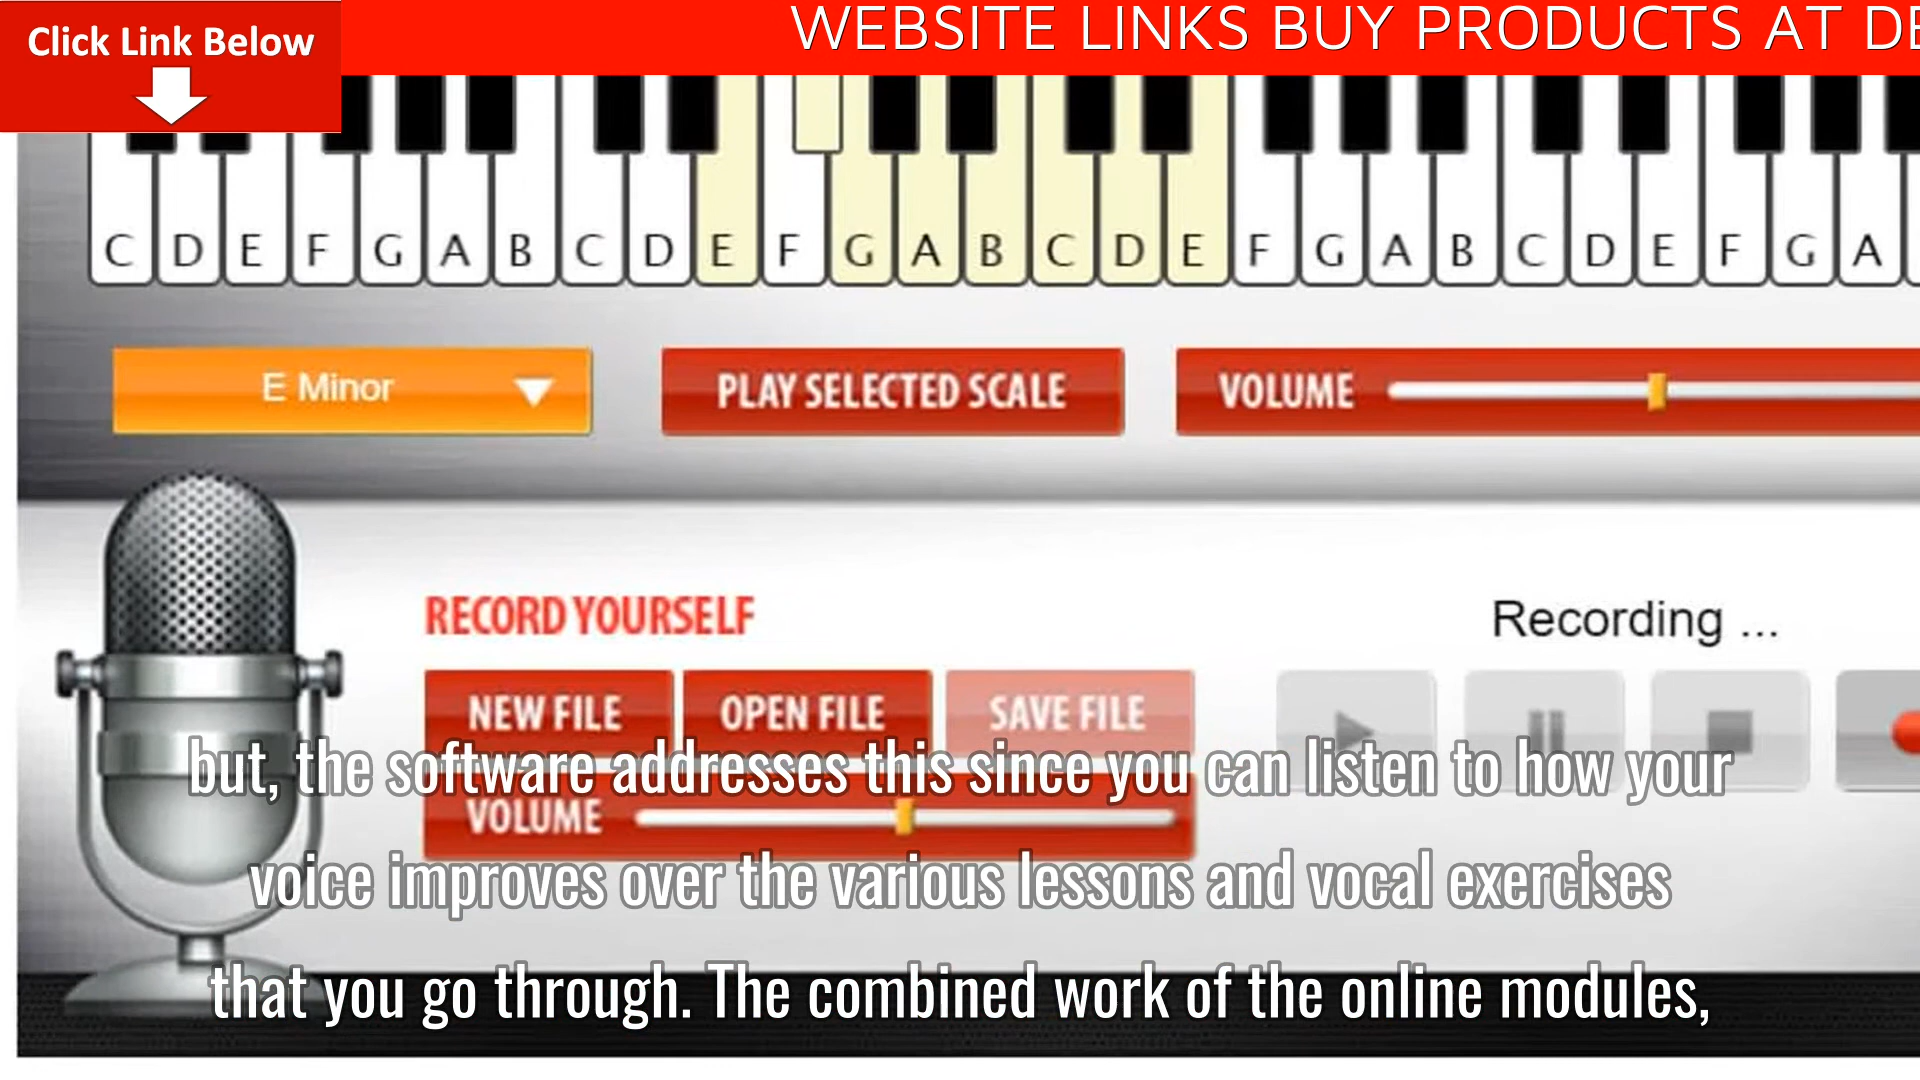 Click Link Below
WEBSITE LINKS BUY PRODUCTS AT DE
C D E F G A B C D E F G A B C D E F G A B C D E F G A
E Minor
PLAY SELECTED SCALE
VOLUME
RECORD YOURSELF
Recording ...
NEW FILE
OPEN FILE
SAVE FILE
VOLUME
but, the software addresses this since you can listen to how your
voice improves over the various lessons and vocal exercises
that you go through. The combined work of the online modules,